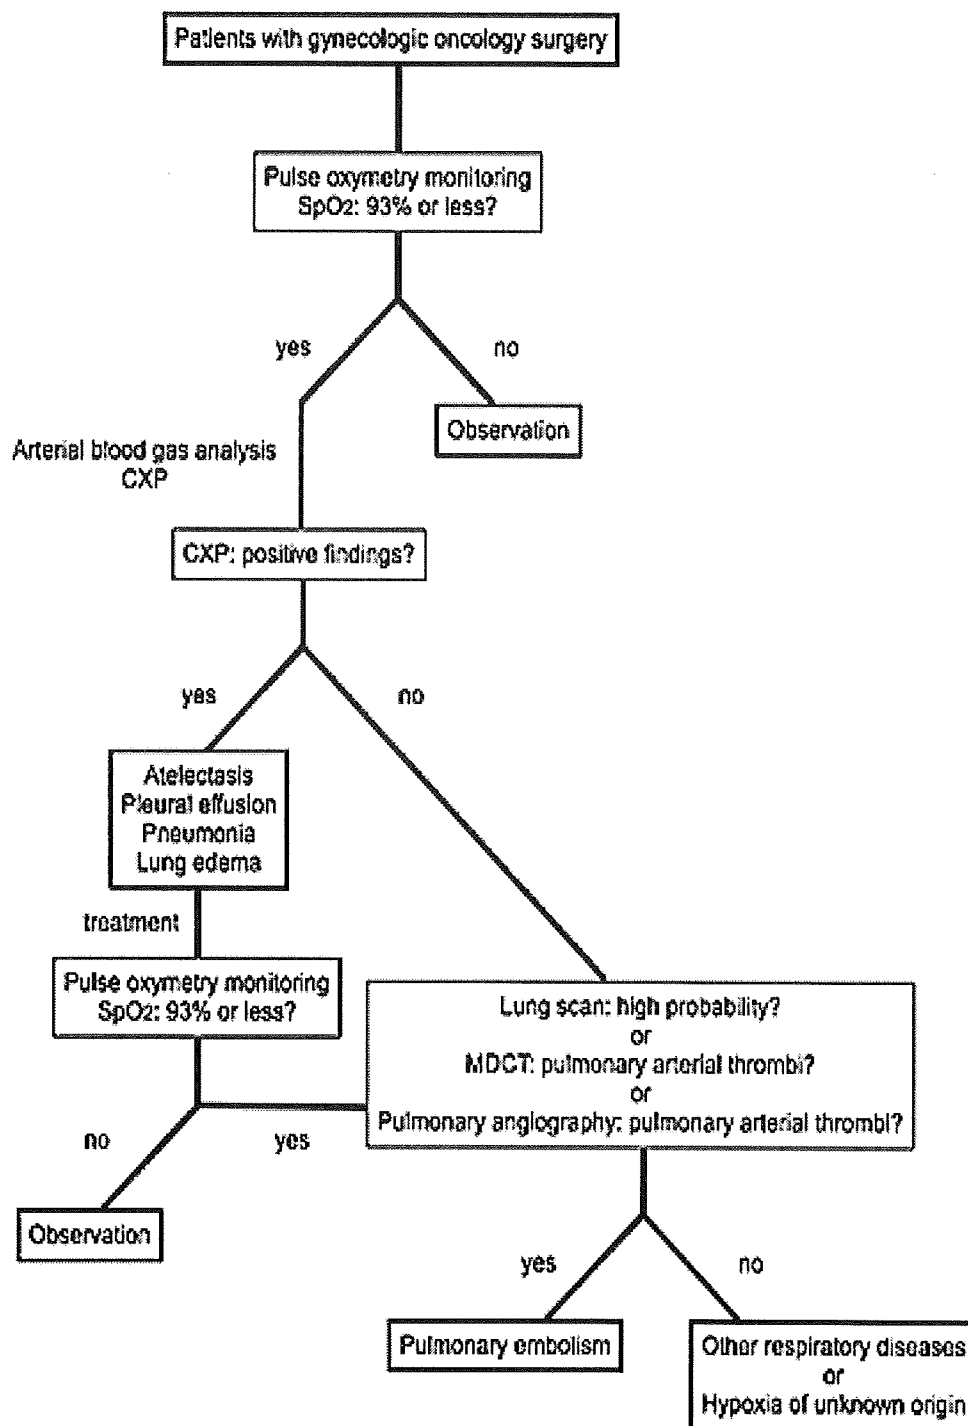 Patients with gynecologic oncology surgery
Pulse oxymetry monitoring
SpO2: 93% or less?
yes
no
Observation
Arterial blood gas analysis
CXP
CXP: positive findings?
yes
no
Atelectasis
Pleural effusion
Pneumonia
Lung edema
treatment
Pulse oxymetry monitoring
SpO2: 93% or less?
Lung scan: high probability?
or
MDCT: pulmonary arterial thrombi?
or
Pulmonary angiography: pulmonary arterial thrombi?
no
yes
Observation
yes
no
Pulmonary embolism
Other respiratory diseases
or
Hypoxia of unknown origin